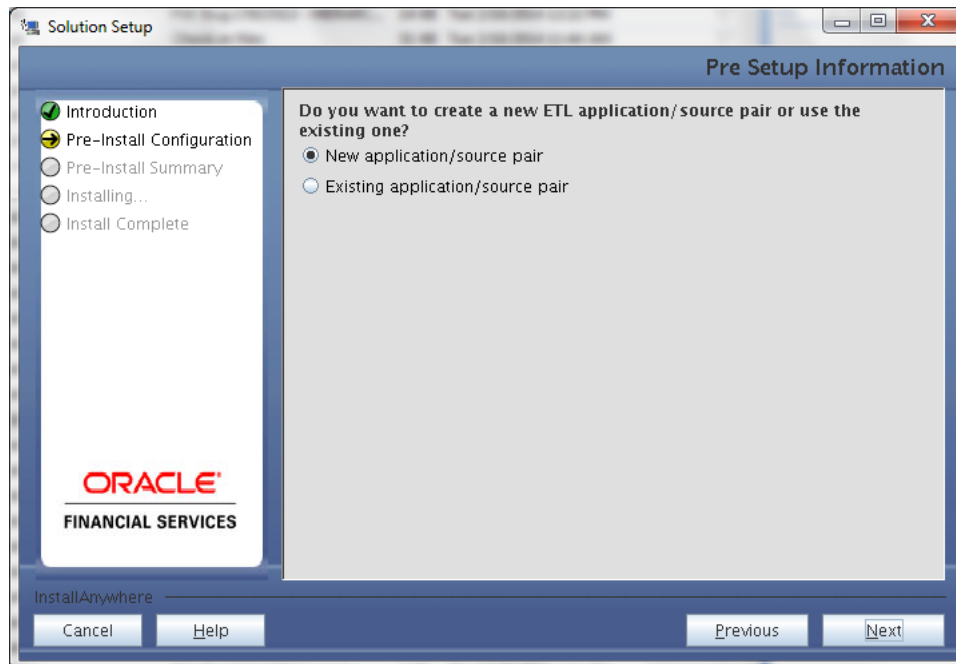 Solution Setup
Pre Setup Information
Introduction
Pre-Install Configuration
Pre-Install Summary
Installing...
Install Complete
Do you want to create a new ETL application/source pair or use the
existing one?
New application/source pair
Existing application/source pair
ORACLE
FINANCIAL SERVICES
InstallAnywhere
Cancel
Help
Previous
Next